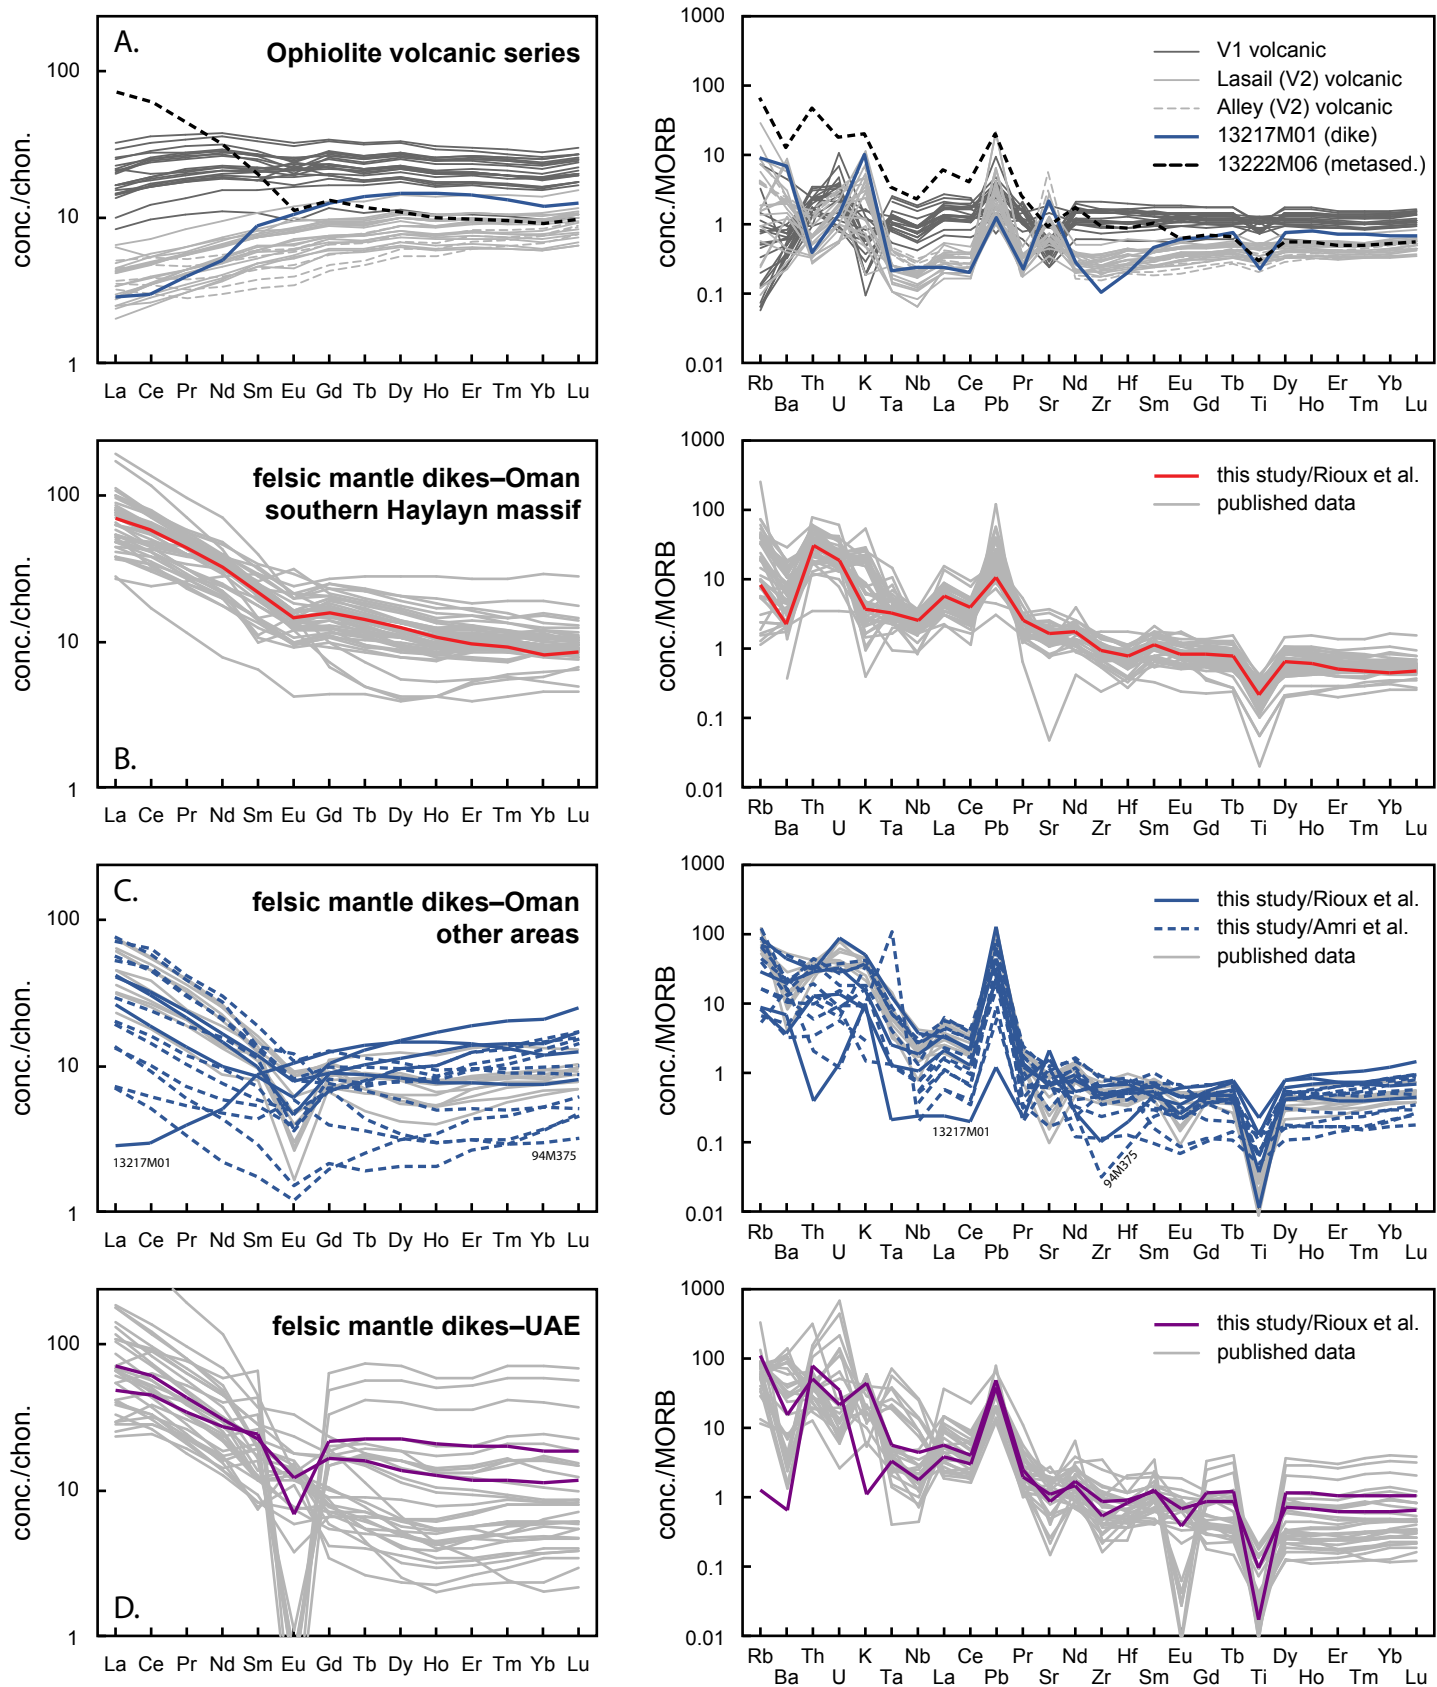 A.
Ophiolite volcanic series
conc./chon.
100
10
1
La Ce Pr Nd Sm Eu Gd Tb Dy Ho Er Tm Yb Lu
conc./MORB
1000
100
10
1
0.1
0.01
V1 volcanic
Lasail (V2) volcanic
Alley (V2) volcanic
13217M01 (dike)
13222M06 (metased.)
Rb Th K Nb Ce Pr Nd Hf Eu Tb Dy Er Yb
Ba U Ta La Pb Sr Zr Sm Gd Ti Ho Tm Lu
B.
felsic mantle dikes–Oman
southern Haylayn massif
conc./chon.
100
10
1
La Ce Pr Nd Sm Eu Gd Tb Dy Ho Er Tm Yb Lu
conc./MORB
1000
100
10
1
0.1
0.01
this study/Rioux et al.
published data
Rb Th K Nb Ce Pr Nd Hf Eu Tb Dy Er Yb
Ba U Ta La Pb Sr Zr Sm Gd Ti Ho Tm Lu
C.
felsic mantle dikes–Oman
other areas
conc./chon.
100
10
1
13217M01
94M375
La Ce Pr Nd Sm Eu Gd Tb Dy Ho Er Tm Yb Lu
conc./MORB
1000
100
10
1
0.1
0.01
this study/Rioux et al.
this study/Amri et al.
published data
13217M01
94M375
Rb Th K Nb Ce Pr Nd Hf Eu Tb Dy Er Yb
Ba U Ta La Pb Sr Zr Sm Gd Ti Ho Tm Lu
D.
felsic mantle dikes–UAE
conc./chon.
100
10
1
La Ce Pr Nd Sm Eu Gd Tb Dy Ho Er Tm Yb Lu
conc./MORB
1000
100
10
1
0.1
0.01
this study/Rioux et al.
published data
Rb Th K Nb Ce Pr Nd Hf Eu Tb Dy Er Yb
Ba U Ta La Pb Sr Zr Sm Gd Ti Ho Tm Lu